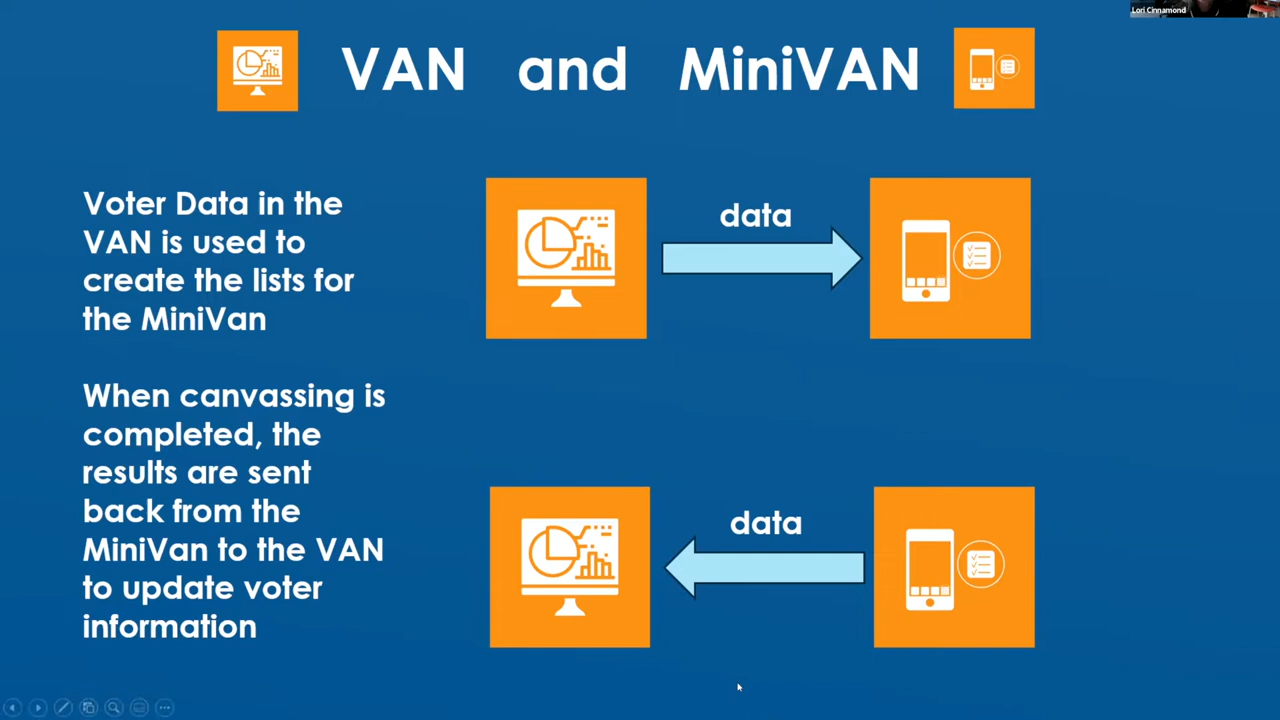 Lori Cinnamond
VAN and MiniVAN
Voter Data in the
VAN is used to
create the lists for
the MiniVan
data
When canvassing is
completed, the
results are sent
back from the
MiniVan to the VAN
to update voter
information
data